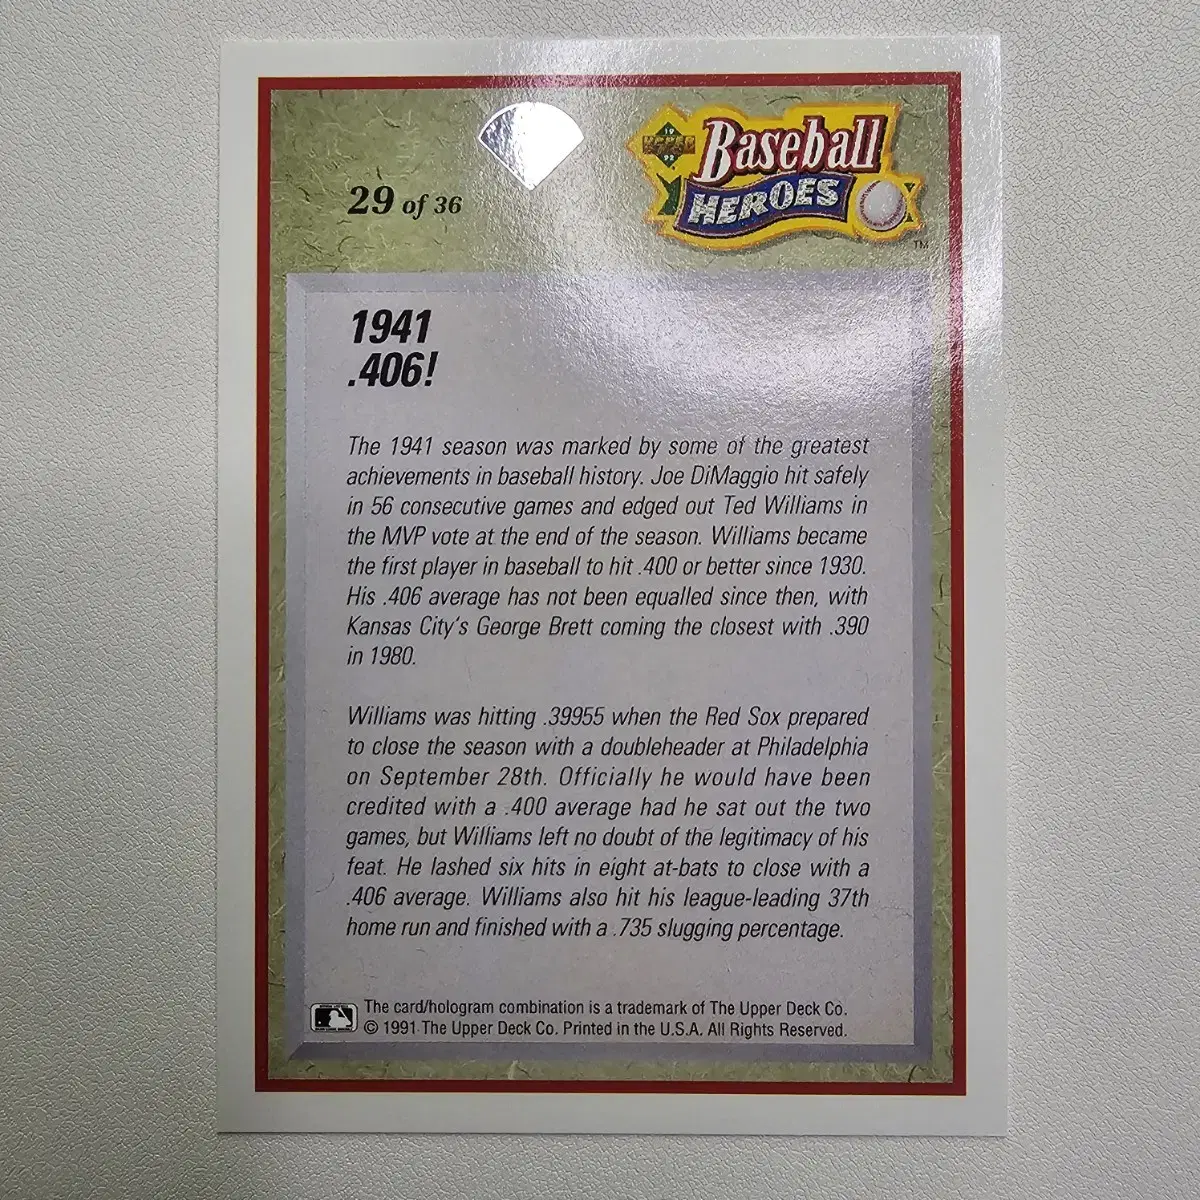 29 of 36
19 UPPER DECK 92
Baseball
HEROES
TM
1941
.406!
The 1941 season was marked by some of the greatest
achievements in baseball history. Joe DiMaggio hit safely
in 56 consecutive games and edged out Ted Williams in
the MVP vote at the end of the season. Williams became
the first player in baseball to hit .400 or better since 1930.
His .406 average has not been equalled since then, with
Kansas City's George Brett coming the closest with .390
in 1980.
Williams was hitting .39955 when the Red Sox prepared
to close the season with a doubleheader at Philadelphia
on September 28th. Officially he would have been
credited with a .400 average had he sat out the two
games, but Williams left no doubt of the legitimacy of his
feat. He lashed six hits in eight at-bats to close with a
.406 average. Williams also hit his league-leading 37th
home run and finished with a .735 slugging percentage.
The card/hologram combination is a trademark of The Upper Deck Co.
© 1991 The Upper Deck Co. Printed in the U.S.A. All Rights Reserved.